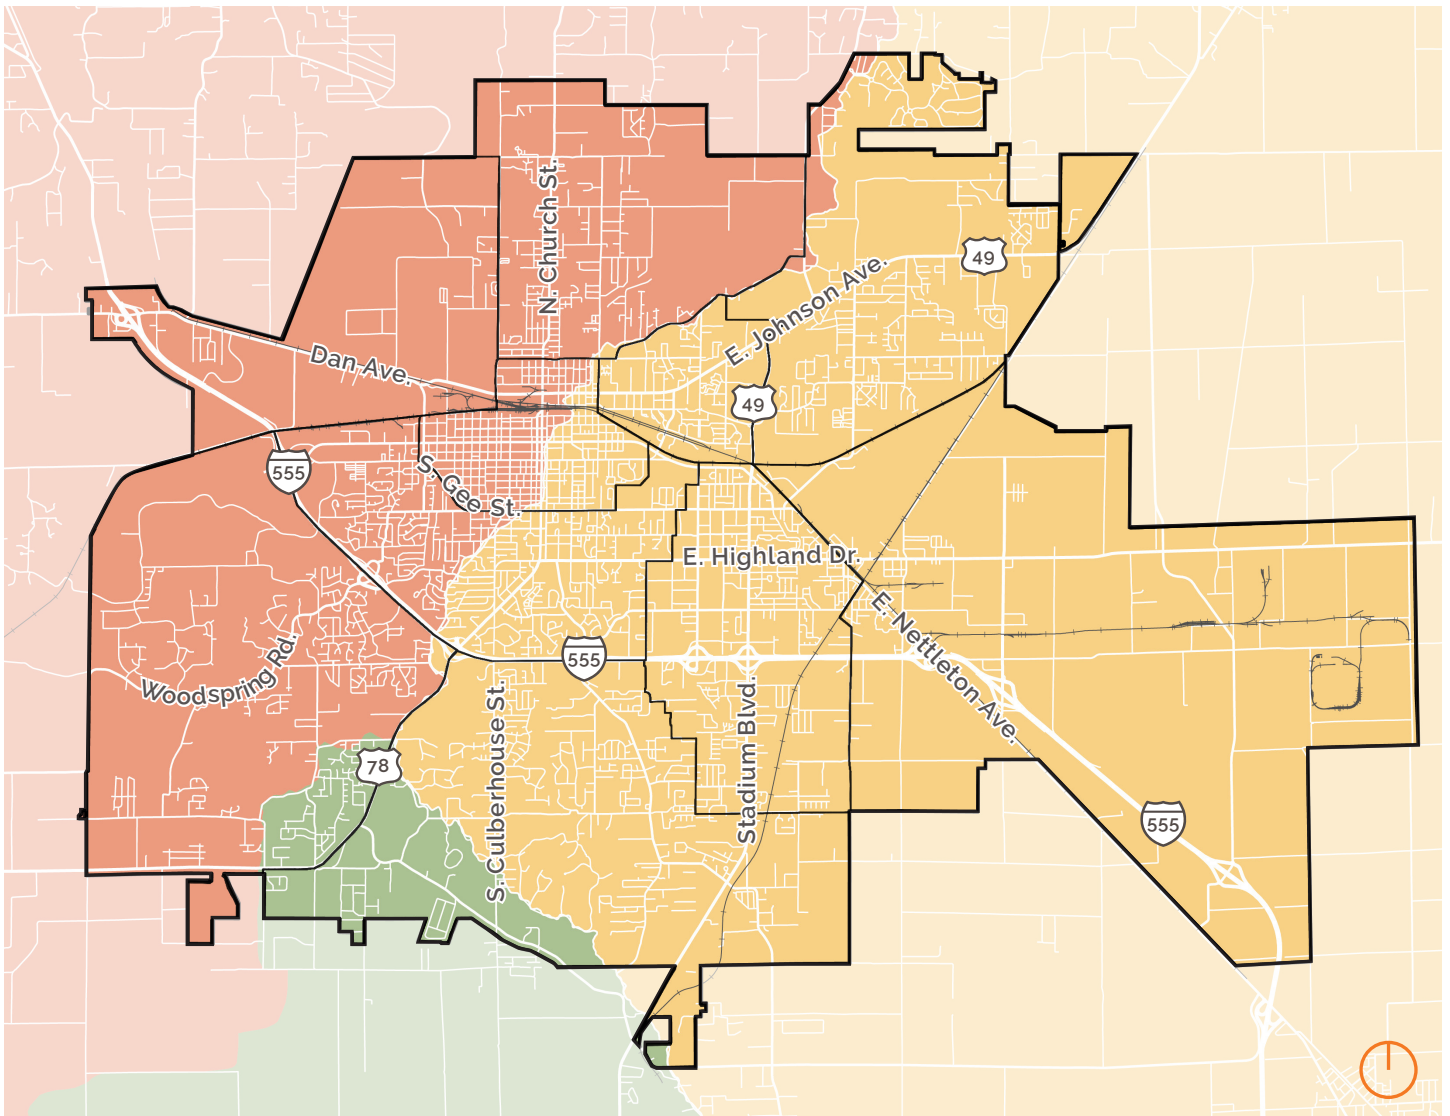 N. Church St.
49
E. Johnson Ave.
Dan Ave.
49
555
S. Gee St.
E. Highland Dr.
E. Nettleton Ave.
Woodspring Rd.
555
S. Culberhouse St.
Stadium Blvd.
78
555